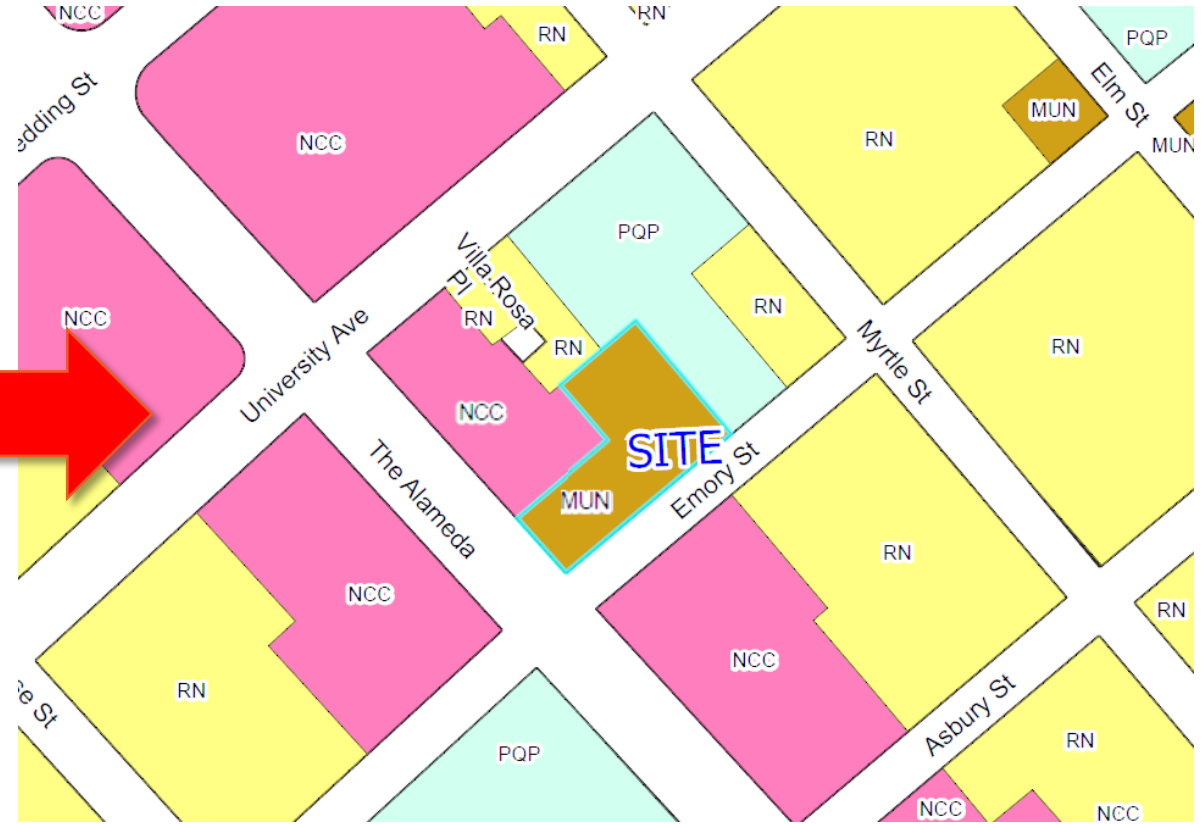 NCC
RN
RN
PQP
edding St
Elm St
MUN
MUN
NCC
RN
PQP
Villa Rosa
Pl
RN
RN
RN
NCC
University Ave
Myrtle St
RN
NCC
The Alameda
SITE
MUN
Emory St
RN
NCC
RN
RN
NCC
se St
Asbury St
PQP
RN
NCC
NCC